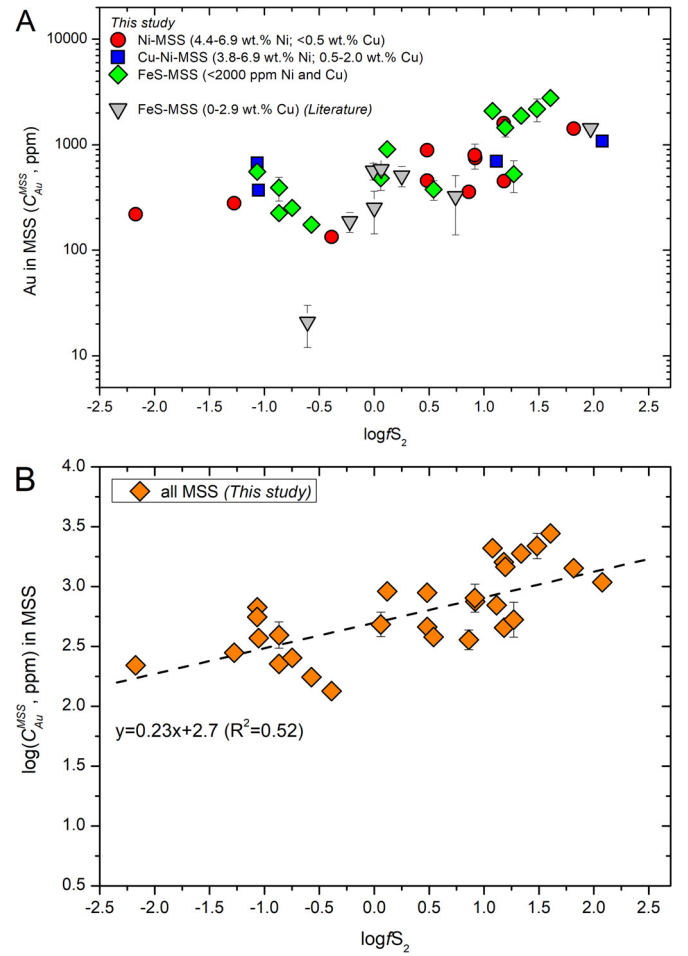 A
This study
Ni-MSS (4.4-6.9 wt.% Ni; <0.5 wt.% Cu)
Cu-Ni-MSS (3.8-6.9 wt.% Ni; 0.5-2.0 wt.% Cu)
FeS-MSS (<2000 ppm Ni and Cu)
FeS-MSS (0-2.9 wt.% Cu) (Literature)
10000
1000
100
10
Au in MSS (C_Au^MSS, ppm)
-2.5 -2.0 -1.5 -1.0 -0.5 0.0 0.5 1.0 1.5 2.0 2.5
logfS₂
B
all MSS (This study)
4.0
3.5
3.0
2.5
2.0
1.5
1.0
0.5
log(C_Au^MSS, ppm) in MSS
y=0.23x+2.7 (R²=0.52)
-2.5 -2.0 -1.5 -1.0 -0.5 0.0 0.5 1.0 1.5 2.0 2.5
logfS₂